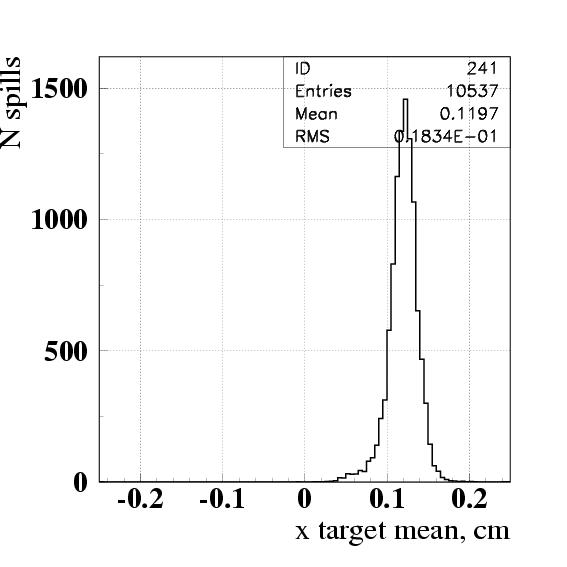 N spills
1500
1000
500
0
ID 241
Entries 10537
Mean 0.1197
RMS 0.1834E-01
-0.2 -0.1 0 0.1 0.2
x target mean, cm